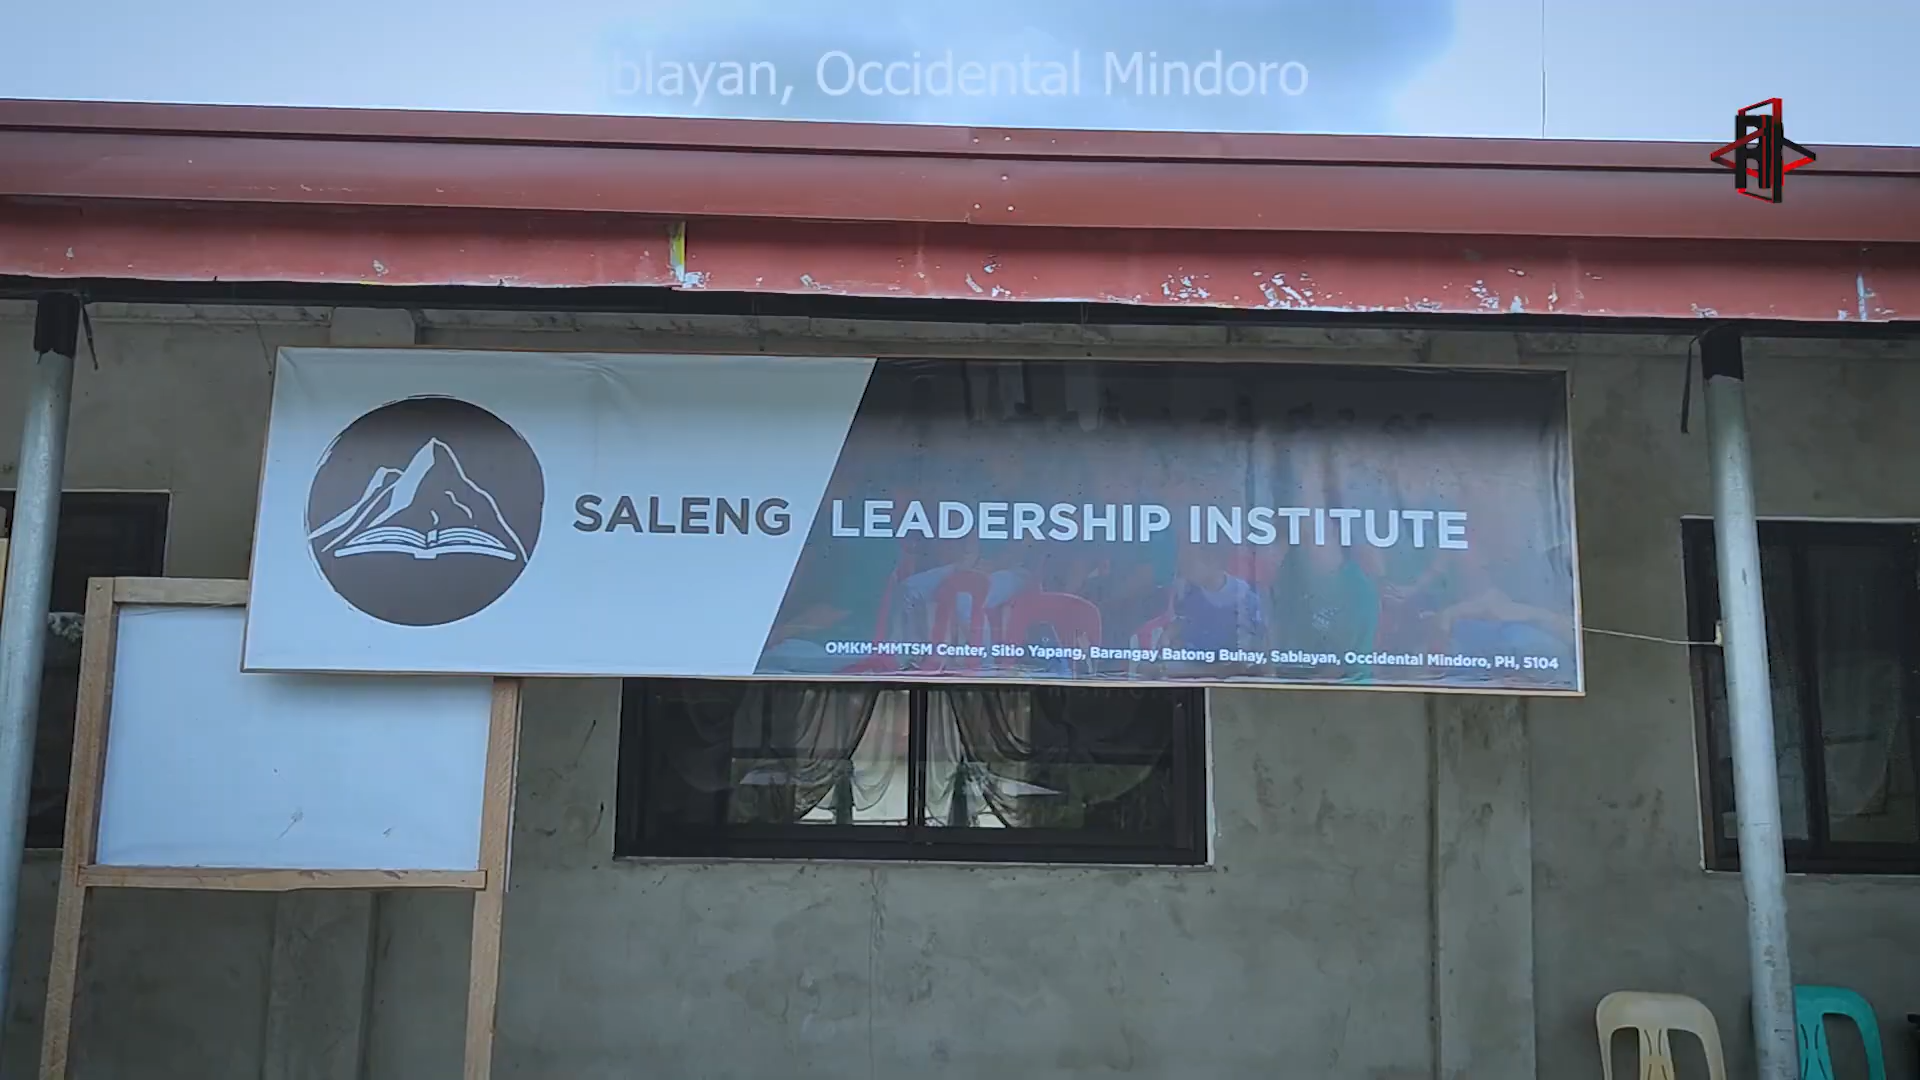 blayan, Occidental Mindoro
SALENG LEADERSHIP INSTITUTE
OMKM-MMTSM Center, Sitio Yapang, Barangay Batong Buhay, Sablayan, Occidental Mindoro, PH, 5104